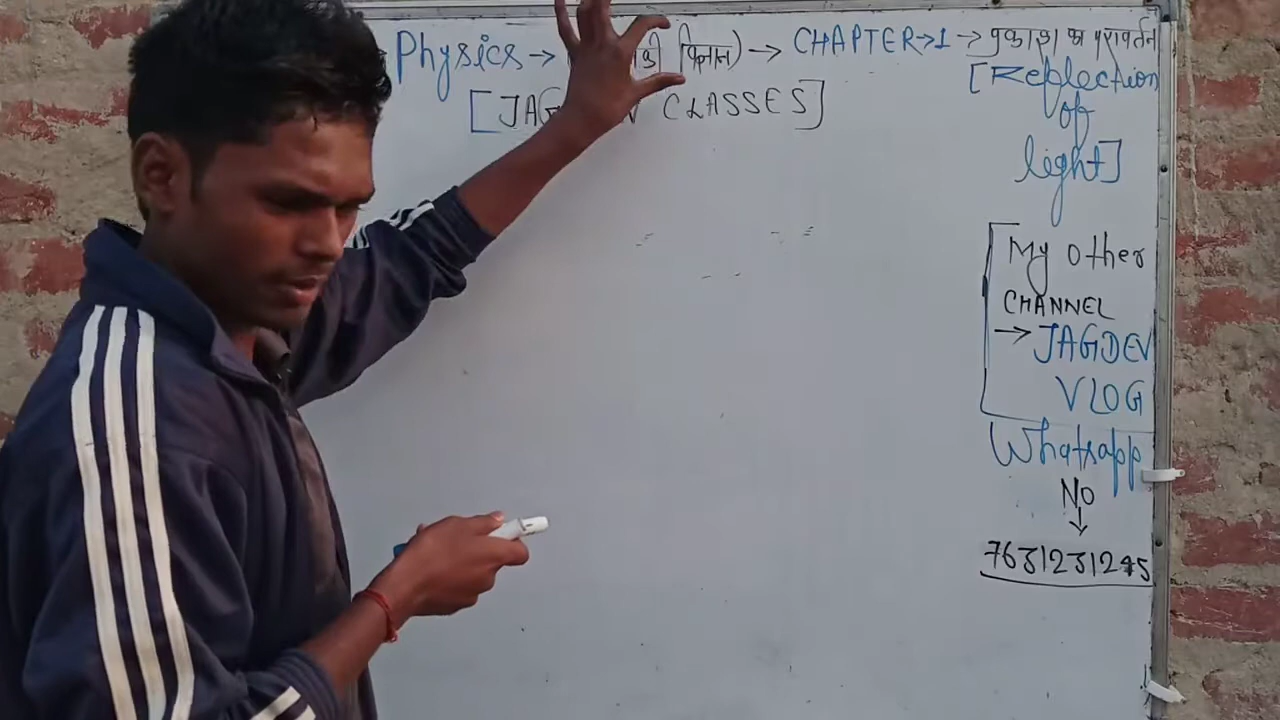 Physics → विज्ञान) → CHAPTER→1 → प्रकाश का परावर्तन
[JAG CLASSES]
[Reflection
of
light]
My other
CHANNEL
→ JAGDEV
VLOG
Whatsapp
No
↓
7631231245